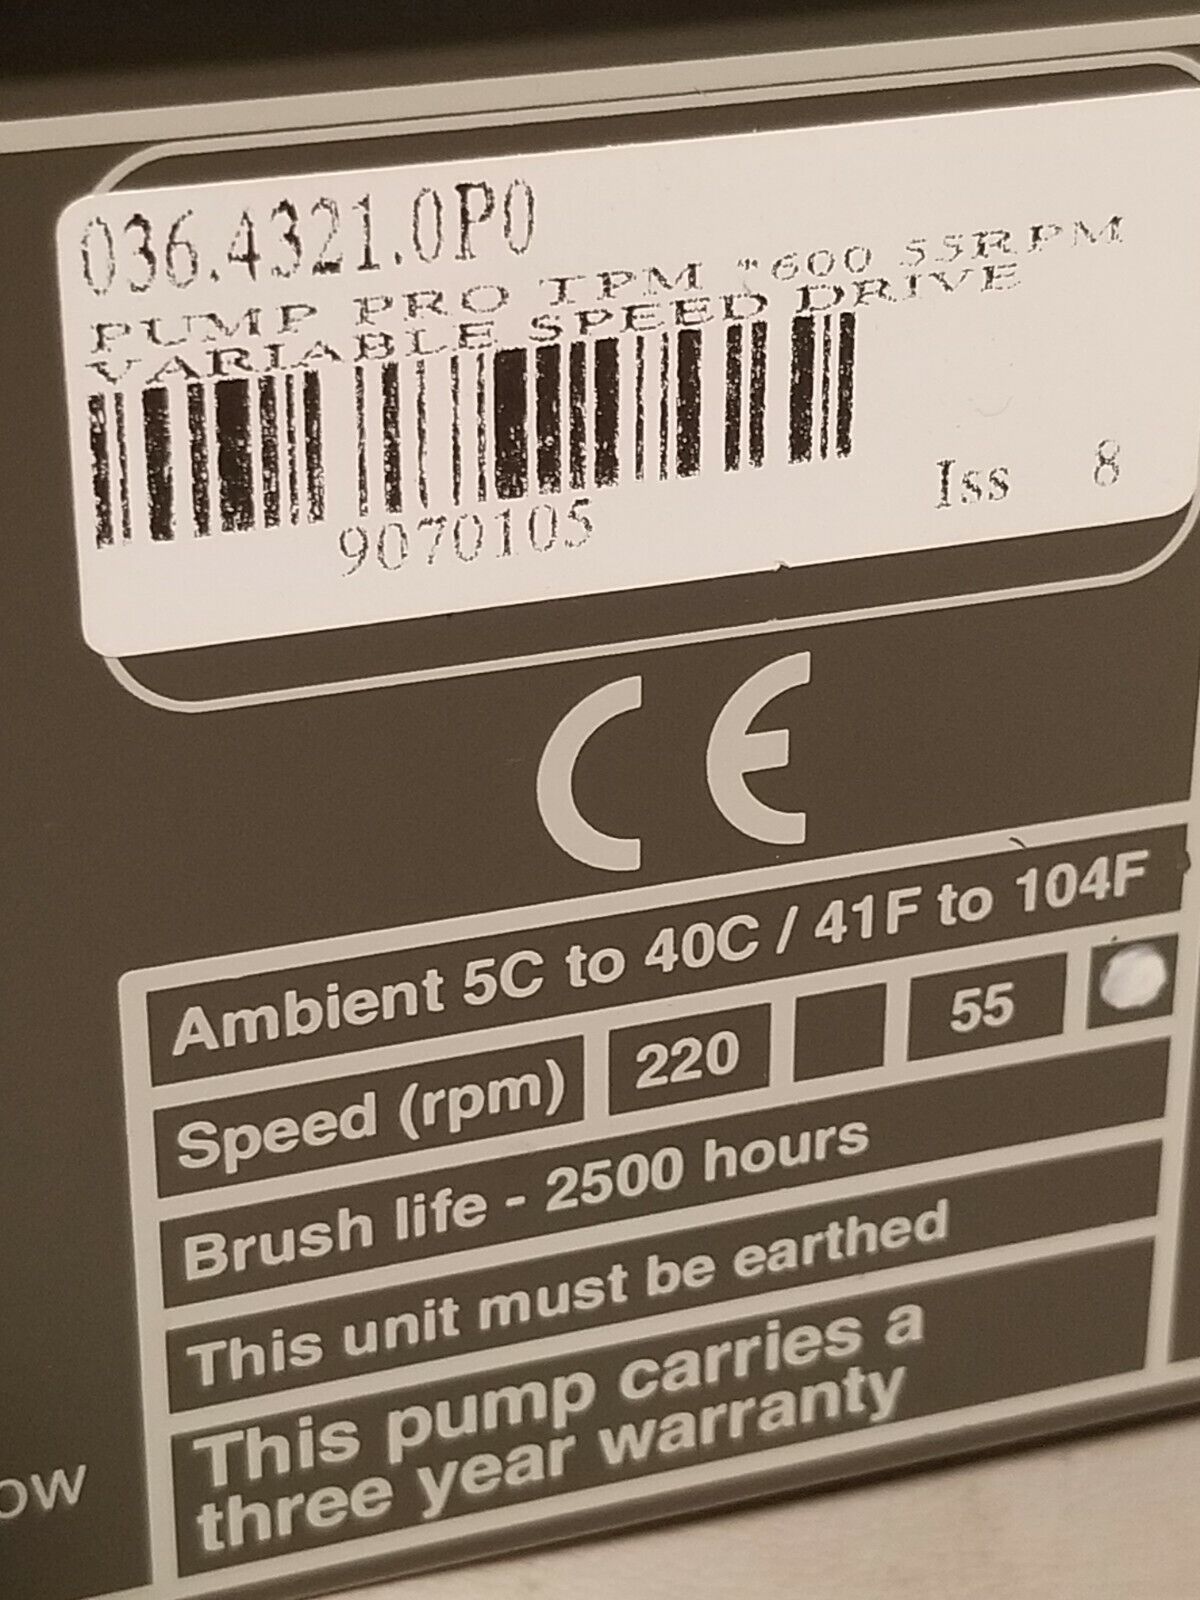 036.4321.0P0
PUMP PRO TPM 600 55RPM
VARIABLE SPEED DRIVE
9070105
Iss 8
CE
Ambient 5C to 40C / 41F to 104F
Speed (rpm) 220 55
Brush life - 2500 hours
This unit must be earthed
This pump carries a
three year warranty
ow